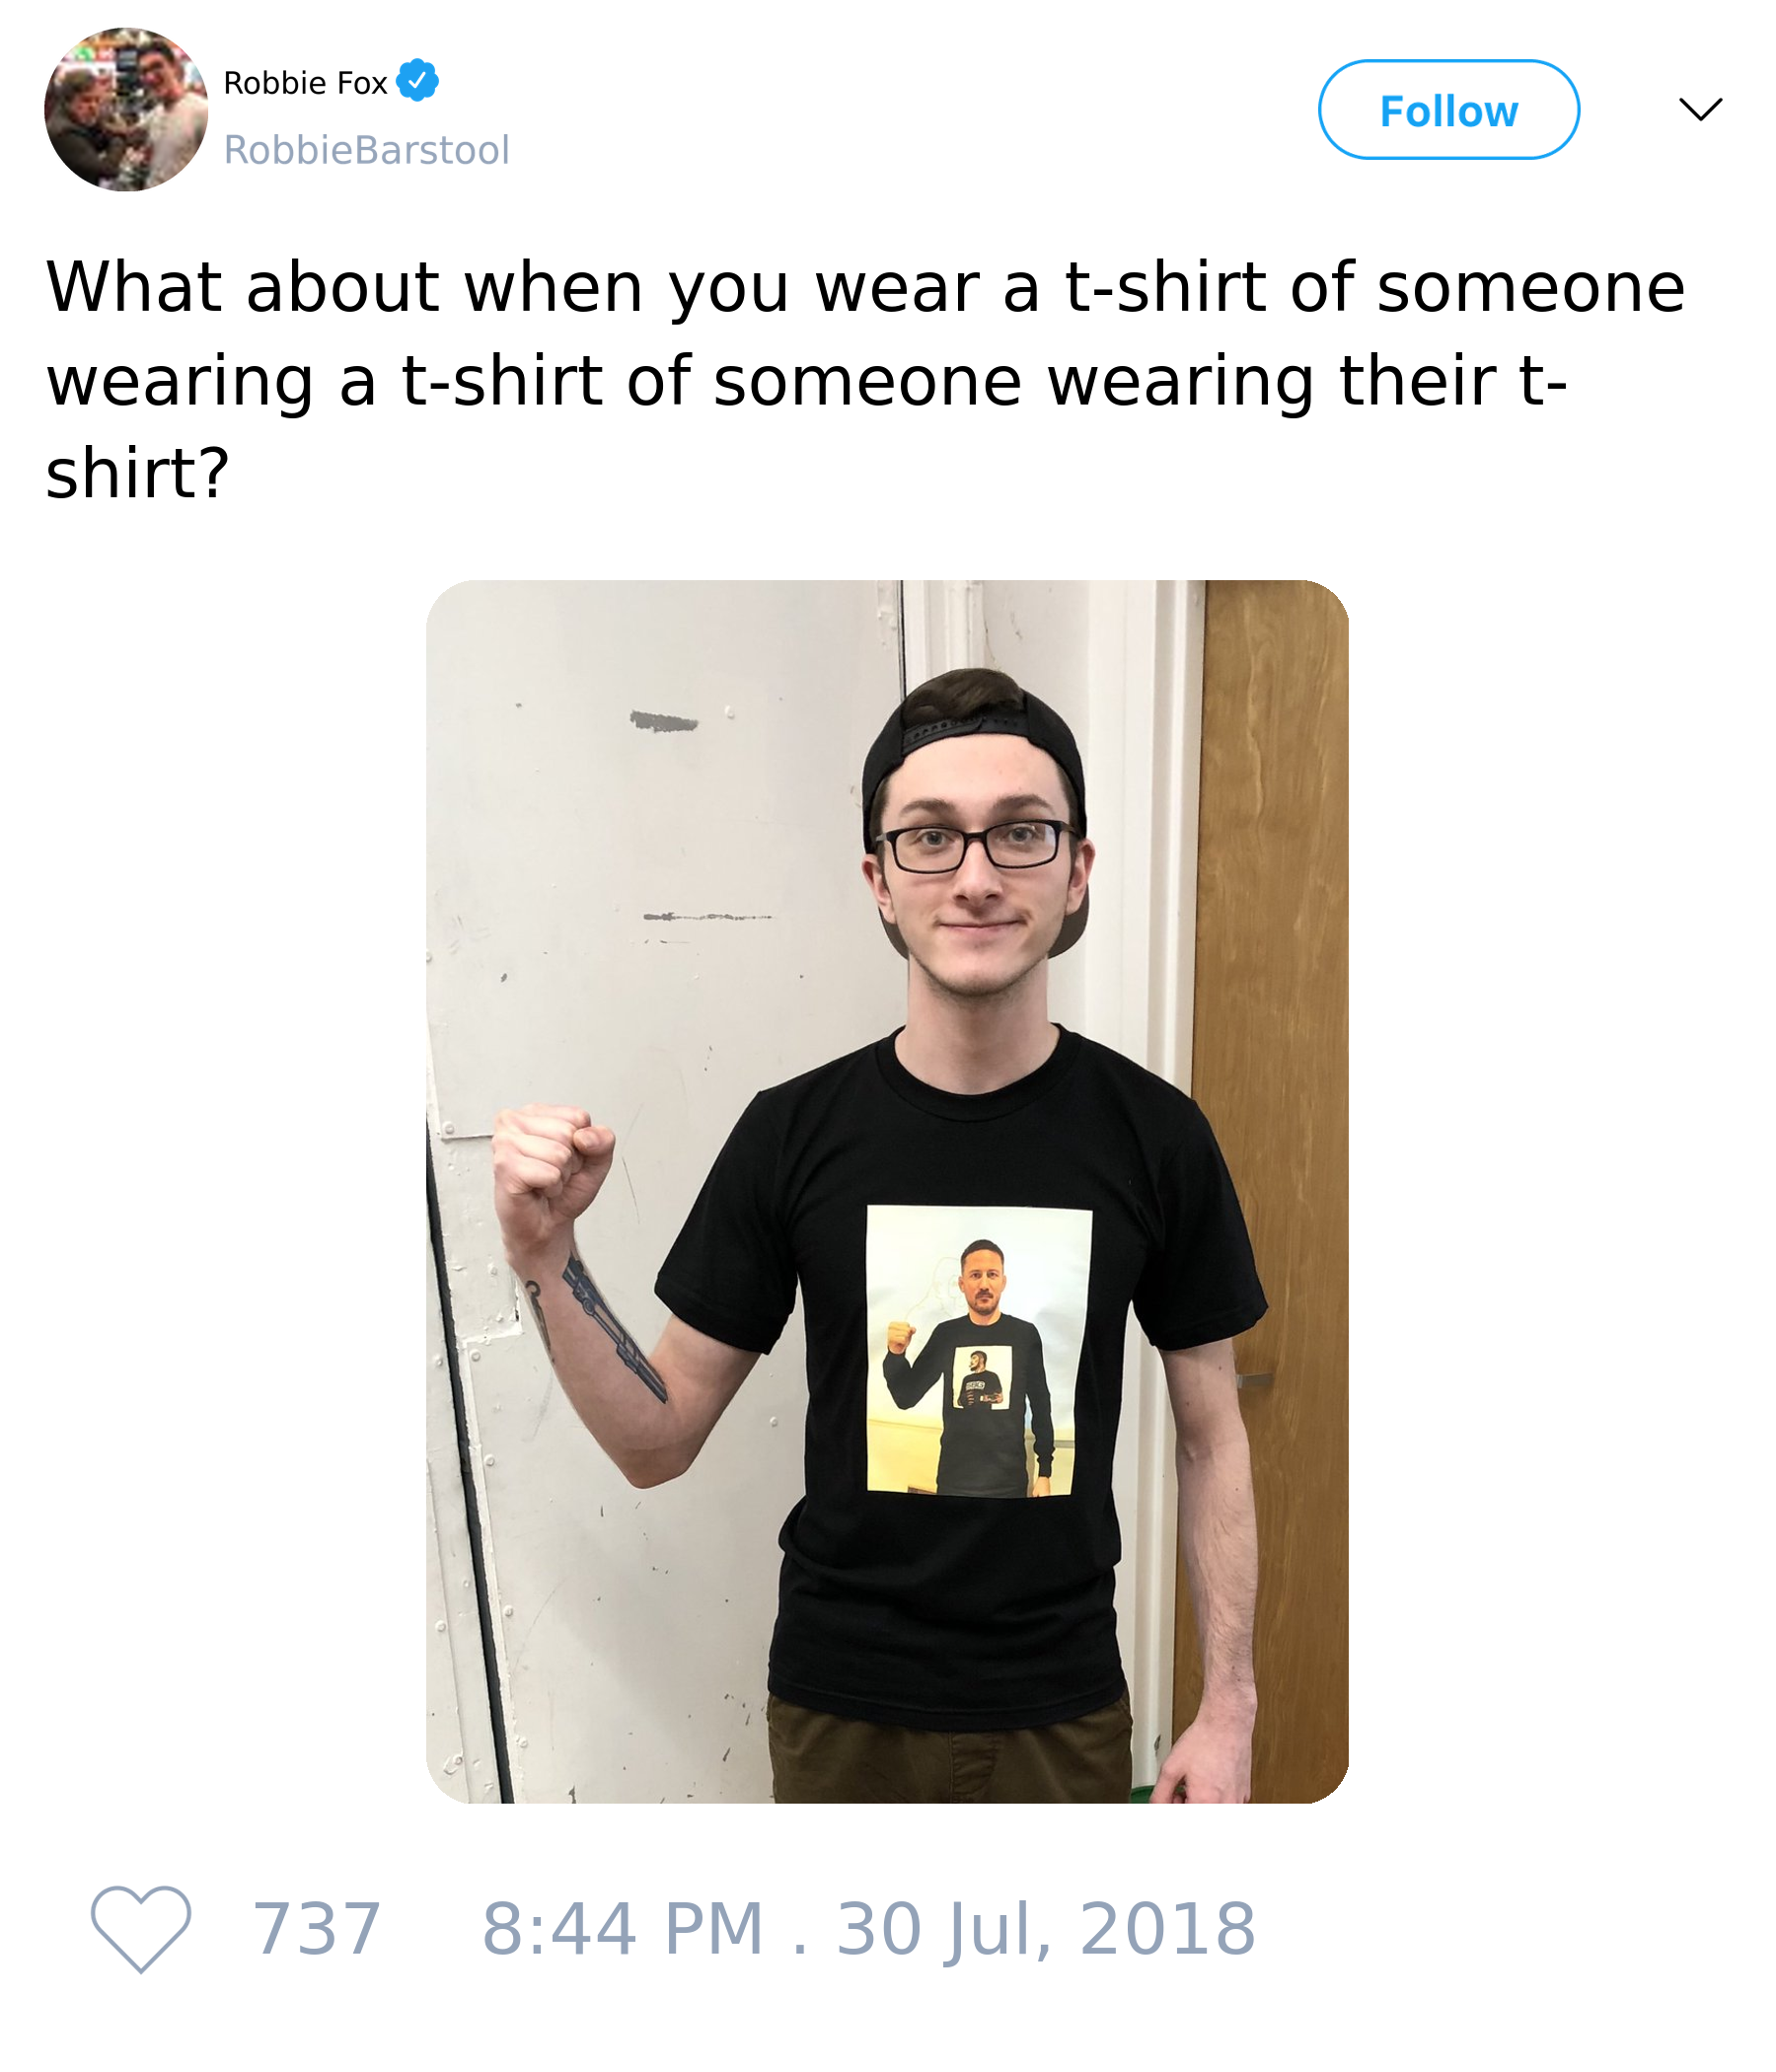 Robbie Fox
RobbieBarstool
Follow
What about when you wear a t-shirt of someone
wearing a t-shirt of someone wearing their t-
shirt?
737 8:44 PM . 30 Jul, 2018